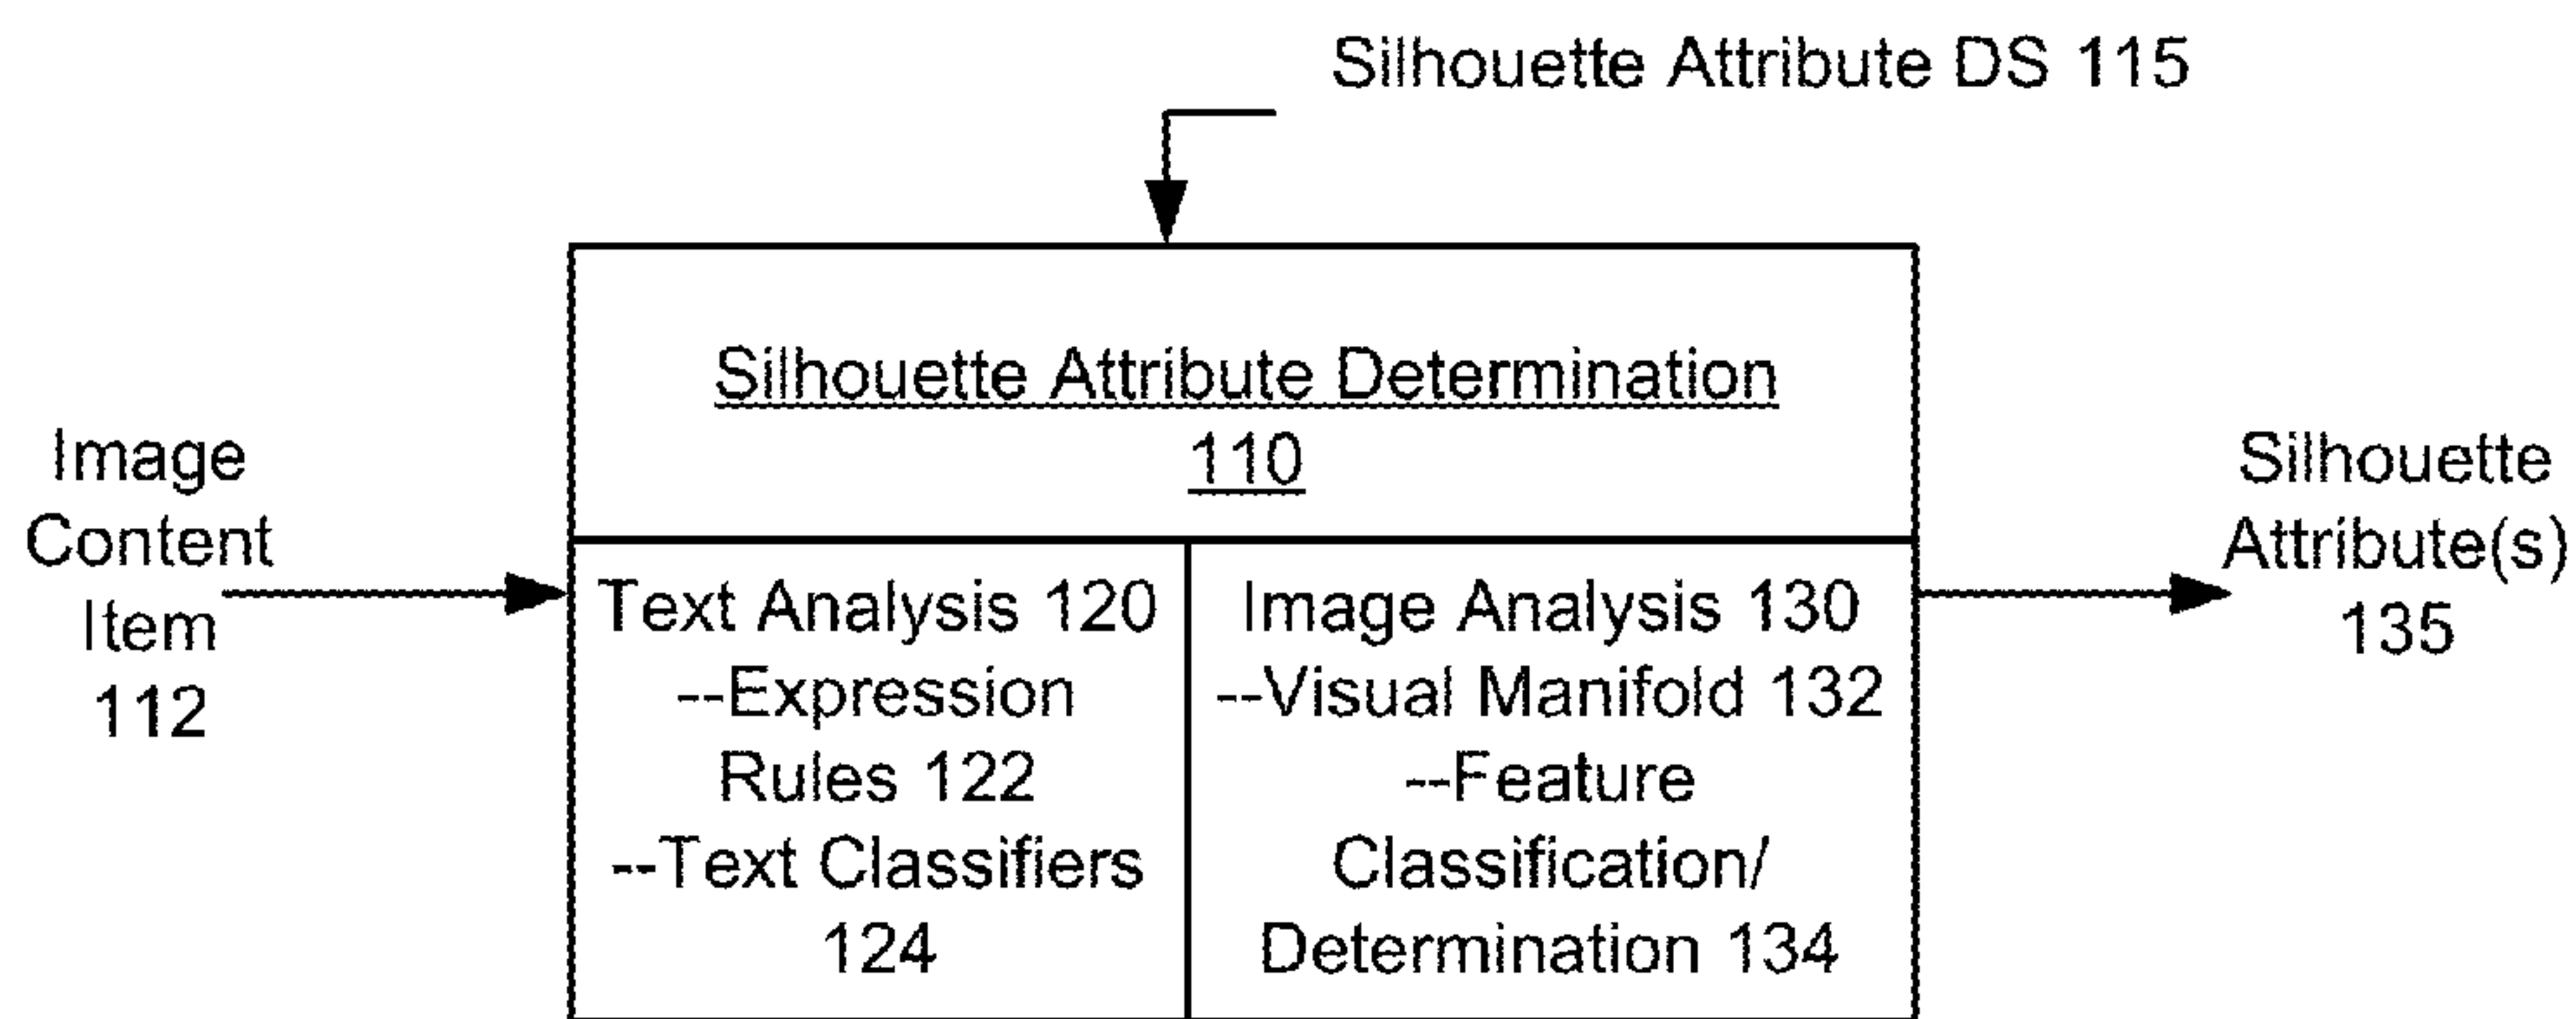 Silhouette Attribute DS 115
Silhouette Attribute Determination
110
Image
Content
Item
112
Text Analysis 120
--Expression
Rules 122
--Text Classifiers
124
Image Analysis 130
--Visual Manifold 132
--Feature
Classification/
Determination 134
Silhouette
Attribute(s)
135